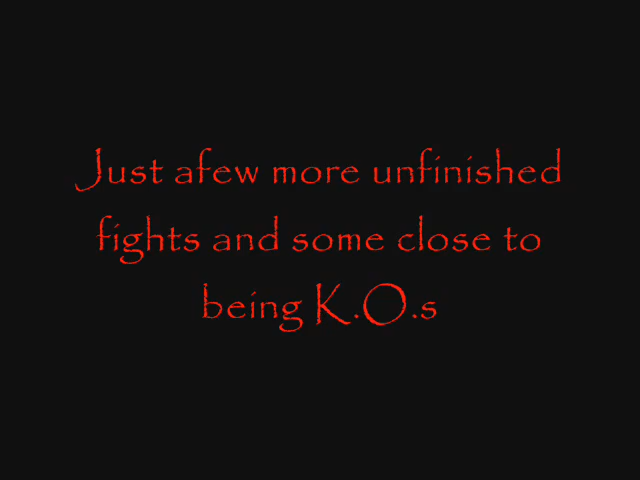 Just afew more unfinished
fights and some close to
being K.O.s